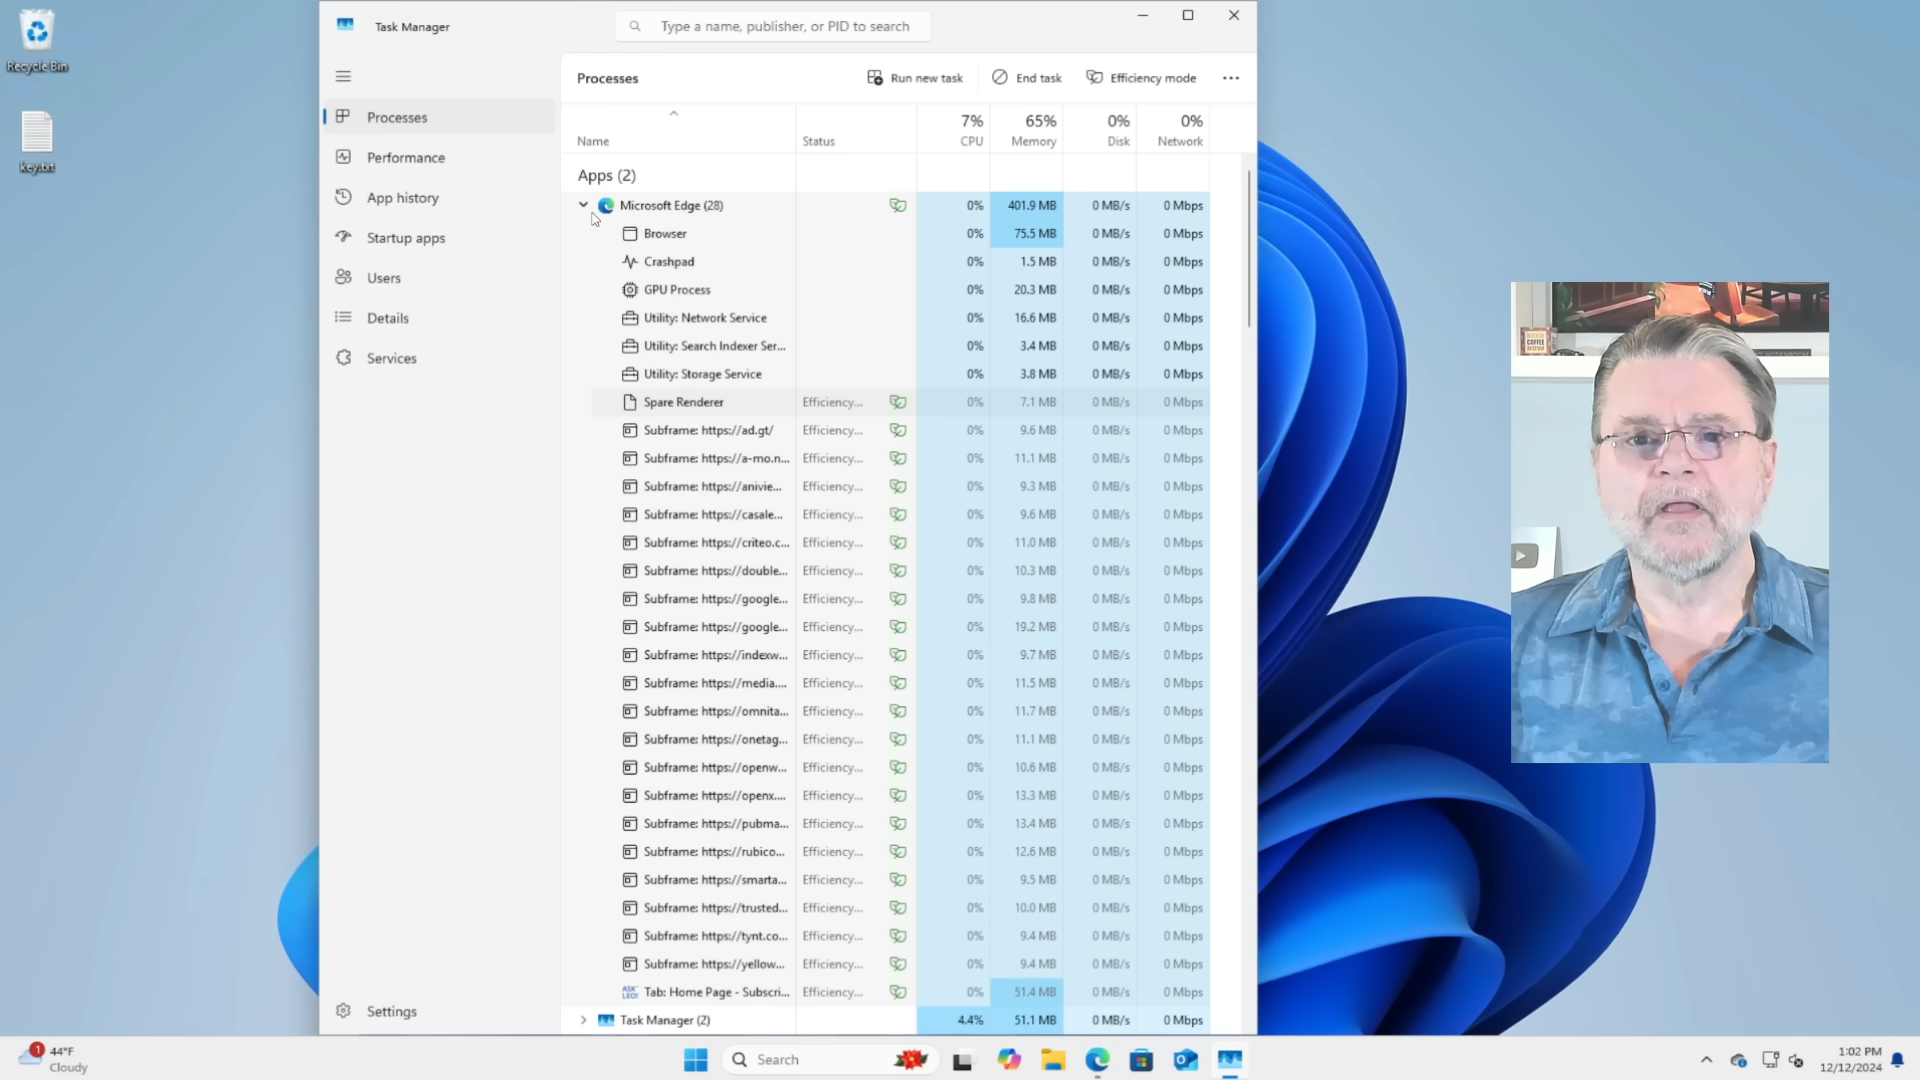 Recycle Bin
key.txt
Task Manager
Type a name, publisher, or PID to search
Processes
Performance
App history
Startup apps
Users
Details
Services
Settings
Processes
Run new task
End task
Efficiency mode
7% 65% 0% 0%
Name Status CPU Memory Disk Network
Apps (2)
Microsoft Edge (28) 0% 401.9 MB 0 MB/s 0 Mbps
Browser 0% 75.5 MB 0 MB/s 0 Mbps
Crashpad 0% 1.5 MB 0 MB/s 0 Mbps
GPU Process 0% 20.3 MB 0 MB/s 0 Mbps
Utility: Network Service 0% 16.6 MB 0 MB/s 0 Mbps
Utility: Search Indexer Ser... 0% 3.4 MB 0 MB/s 0 Mbps
Utility: Storage Service 0% 3.8 MB 0 MB/s 0 Mbps
Spare Renderer Efficiency... 0% 7.1 MB 0 MB/s 0 Mbps
Subframe: https://ad.gt/ Efficiency... 0% 9.6 MB 0 MB/s 0 Mbps
Subframe: https://a-mo.n... Efficiency... 0% 11.1 MB 0 MB/s 0 Mbps
Subframe: https://anivie... Efficiency... 0% 9.3 MB 0 MB/s 0 Mbps
Subframe: https://casale... Efficiency... 0% 9.6 MB 0 MB/s 0 Mbps
Subframe: https://criteo.c... Efficiency... 0% 11.0 MB 0 MB/s 0 Mbps
Subframe: https://double... Efficiency... 0% 10.3 MB 0 MB/s 0 Mbps
Subframe: https://google... Efficiency... 0% 9.8 MB 0 MB/s 0 Mbps
Subframe: https://google... Efficiency... 0% 19.2 MB 0 MB/s 0 Mbps
Subframe: https://indexw... Efficiency... 0% 9.7 MB 0 MB/s 0 Mbps
Subframe: https://media.... Efficiency... 0% 11.5 MB 0 MB/s 0 Mbps
Subframe: https://omnita... Efficiency... 0% 11.7 MB 0 MB/s 0 Mbps
Subframe: https://onetag... Efficiency... 0% 11.1 MB 0 MB/s 0 Mbps
Subframe: https://openw... Efficiency... 0% 10.6 MB 0 MB/s 0 Mbps
Subframe: https://openx.... Efficiency... 0% 13.3 MB 0 MB/s 0 Mbps
Subframe: https://pubma... Efficiency... 0% 13.4 MB 0 MB/s 0 Mbps
Subframe: https://rubico... Efficiency... 0% 12.6 MB 0 MB/s 0 Mbps
Subframe: https://smarta... Efficiency... 0% 9.5 MB 0 MB/s 0 Mbps
Subframe: https://trusted... Efficiency... 0% 10.0 MB 0 MB/s 0 Mbps
Subframe: https://tynt.co... Efficiency... 0% 9.4 MB 0 MB/s 0 Mbps
Subframe: https://yellow... Efficiency... 0% 9.4 MB 0 MB/s 0 Mbps
ASK LEO! Tab: Home Page - Subscri... Efficiency... 0% 51.4 MB 0 MB/s 0 Mbps
Task Manager (2) 4.4% 51.1 MB 0 MB/s 0 Mbps
COFFEE
1
44°F
Cloudy
Search
1:02 PM
12/12/2024